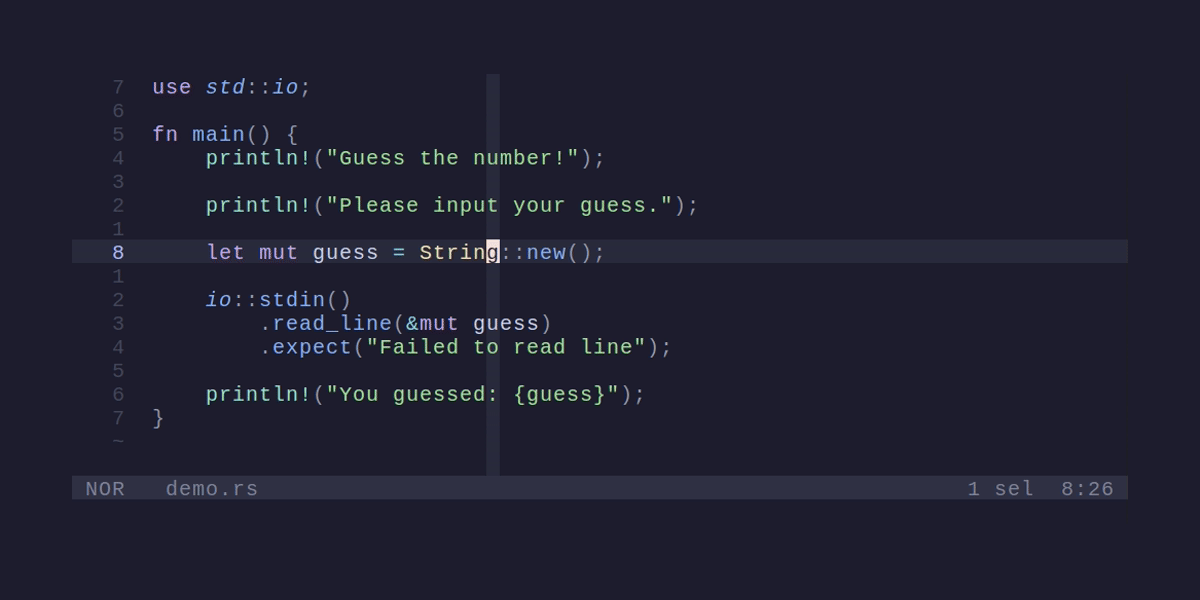 7  use std::io;
6
5  fn main() {
4      println!("Guess the number!");
3
2      println!("Please input your guess.");
1
8      let mut guess = String::new();
1
2      io::stdin()
3          .read_line(&mut guess)
4          .expect("Failed to read line");
5
6      println!("You guessed: {guess}");
7  }
~
NOR   demo.rs   1 sel  8:26